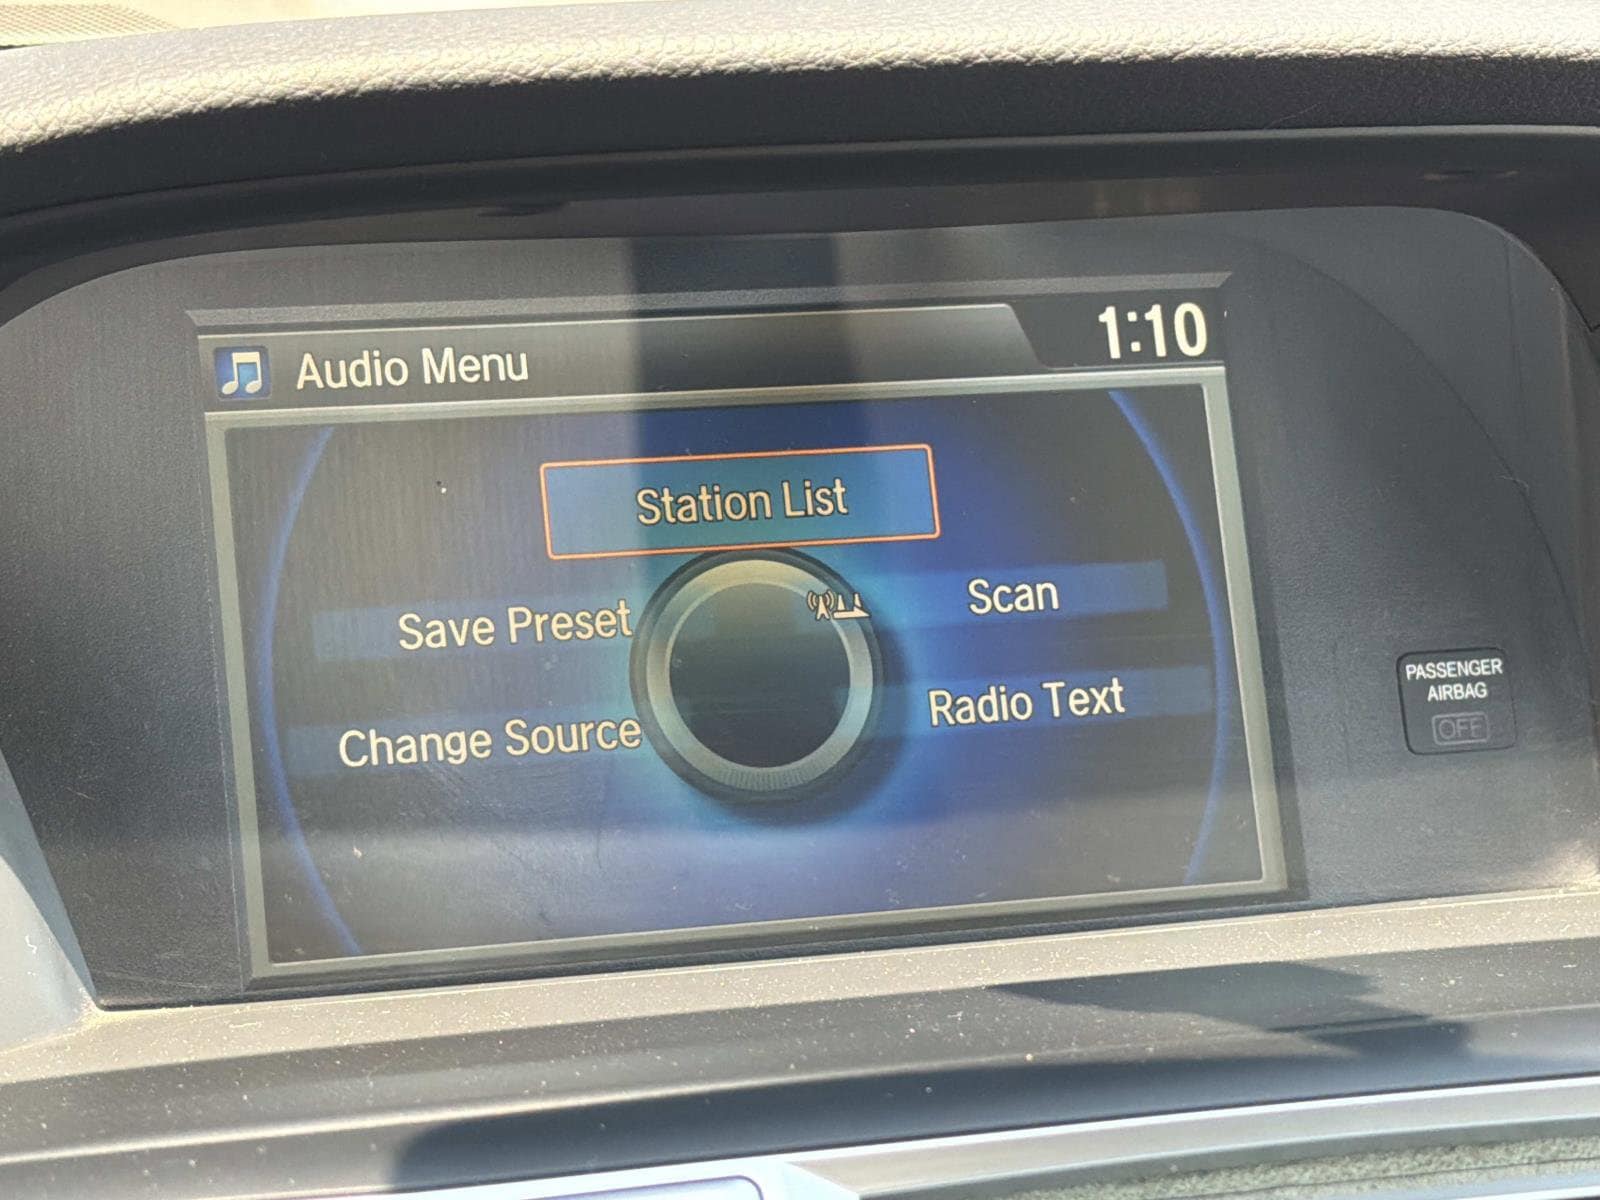 Audio Menu
1:10
Station List
Save Preset
Scan
Change Source
Radio Text
PASSENGER
AIRBAG
OFF